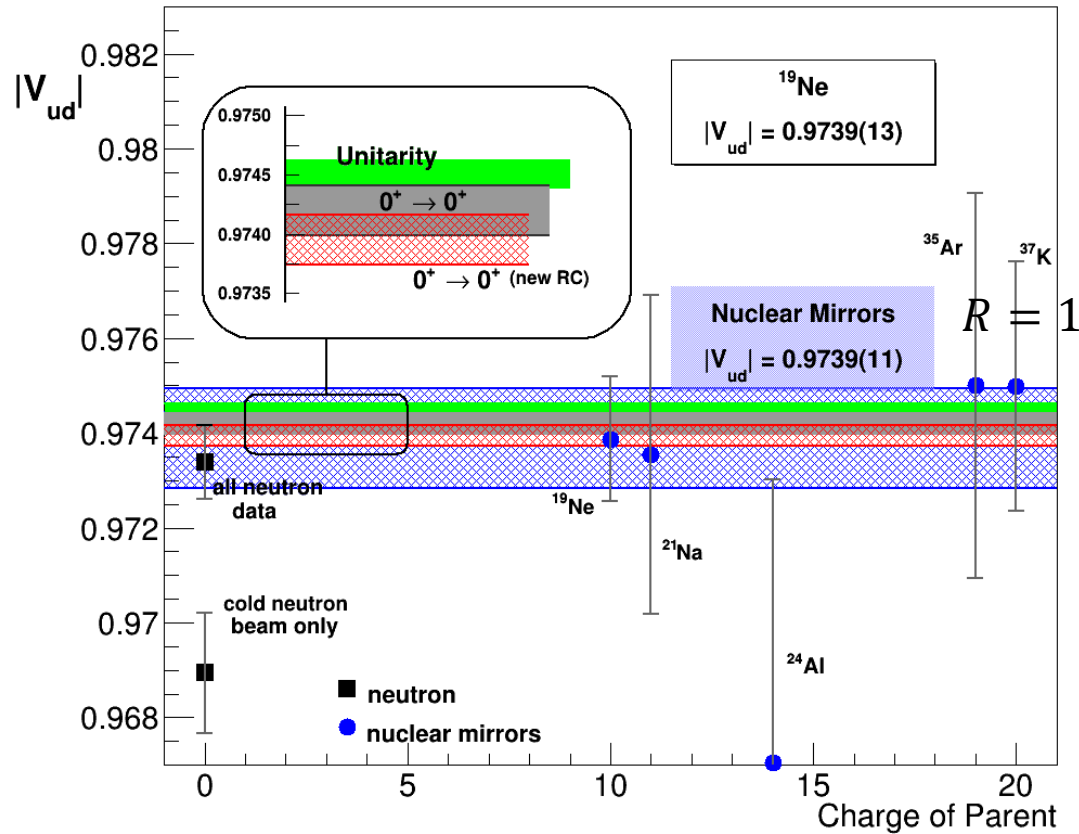 |Vud|
0.982
0.98
0.978
0.976
0.974
0.972
0.97
0.968
0.9750
0.9745
0.9740
0.9735
Unitarity
0⁺ → 0⁺
0⁺ → 0⁺ (new RC)
¹⁹Ne
|Vud| = 0.9739(13)
Nuclear Mirrors
|Vud| = 0.9739(11)
³⁵Ar
³⁷K
R = 1
all neutron
data
¹⁹Ne
²¹Na
cold neutron
beam only
²⁴Al
neutron
nuclear mirrors
0 5 10 15 20
Charge of Parent